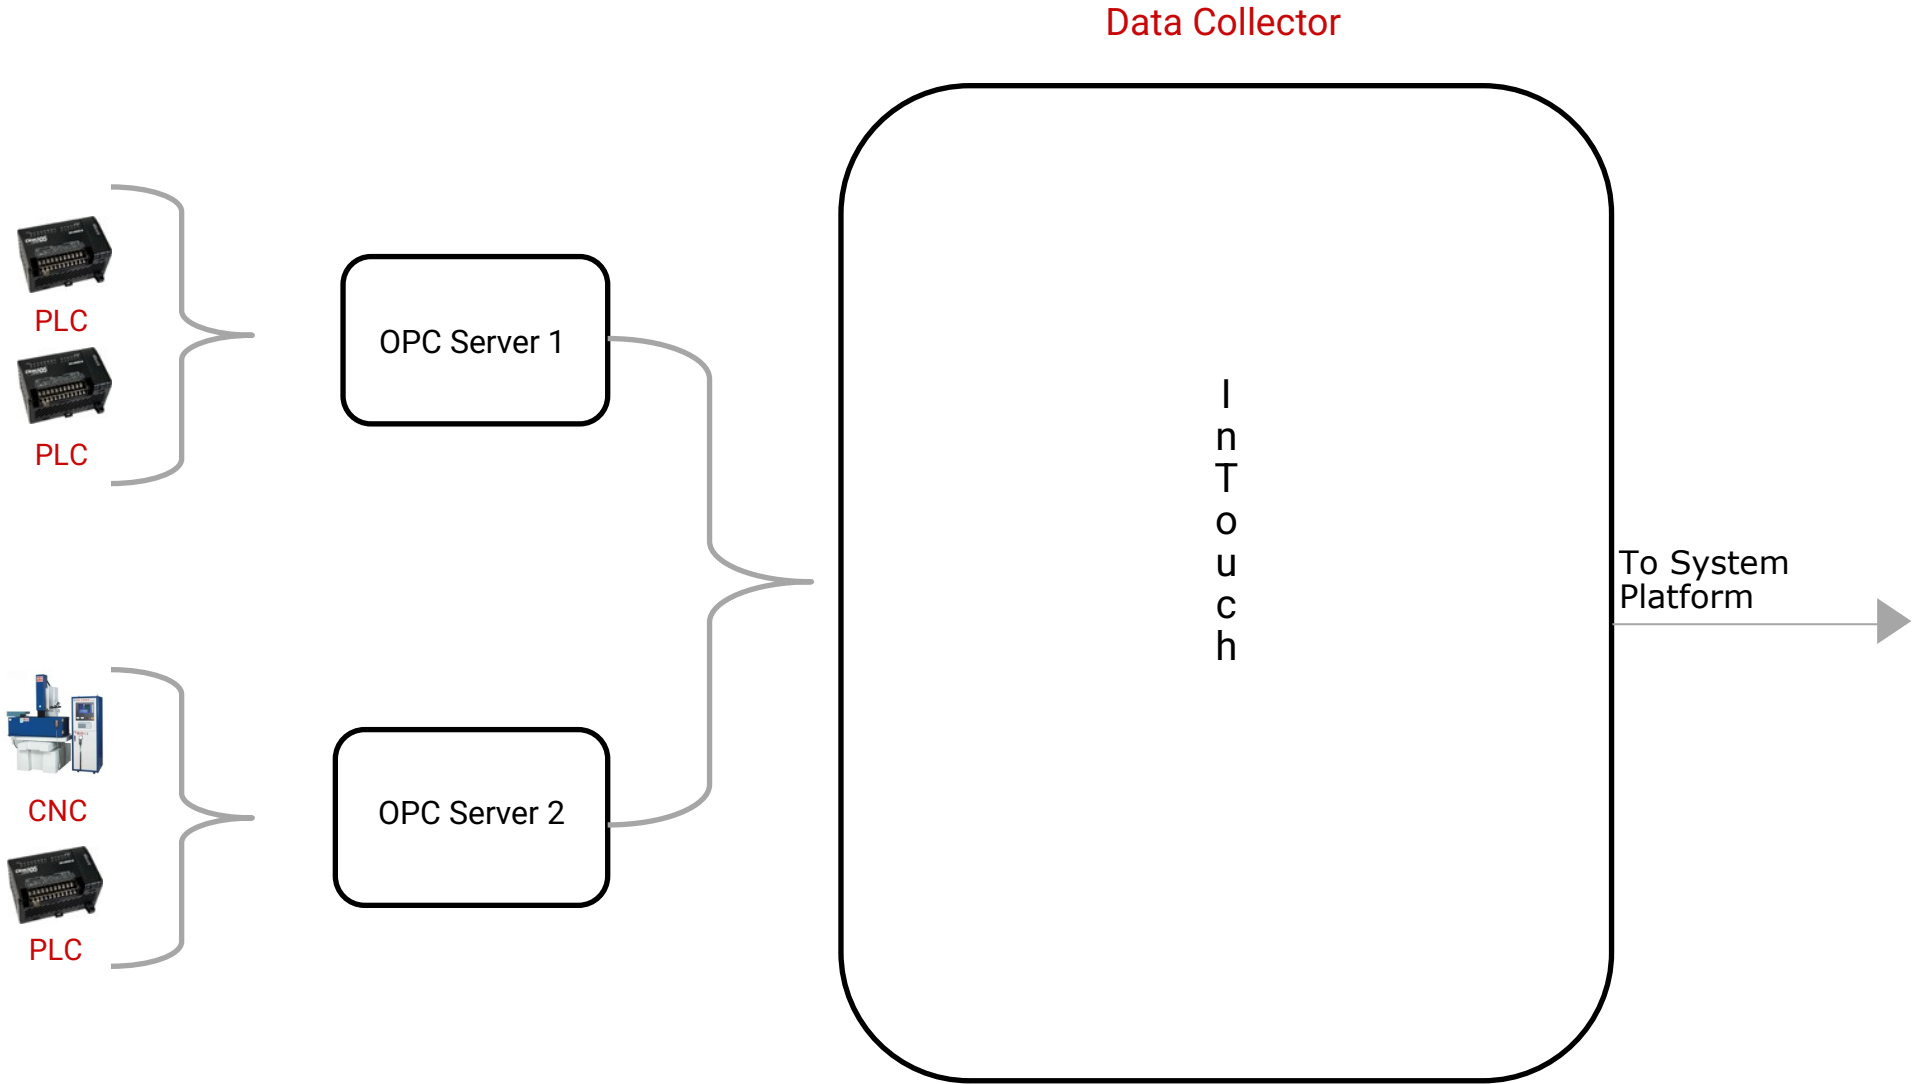 Data Collector
PLC
PLC
OPC Server 1
I
n
T
o
u
c
h
To System
Platform
CNC
OPC Server 2
PLC